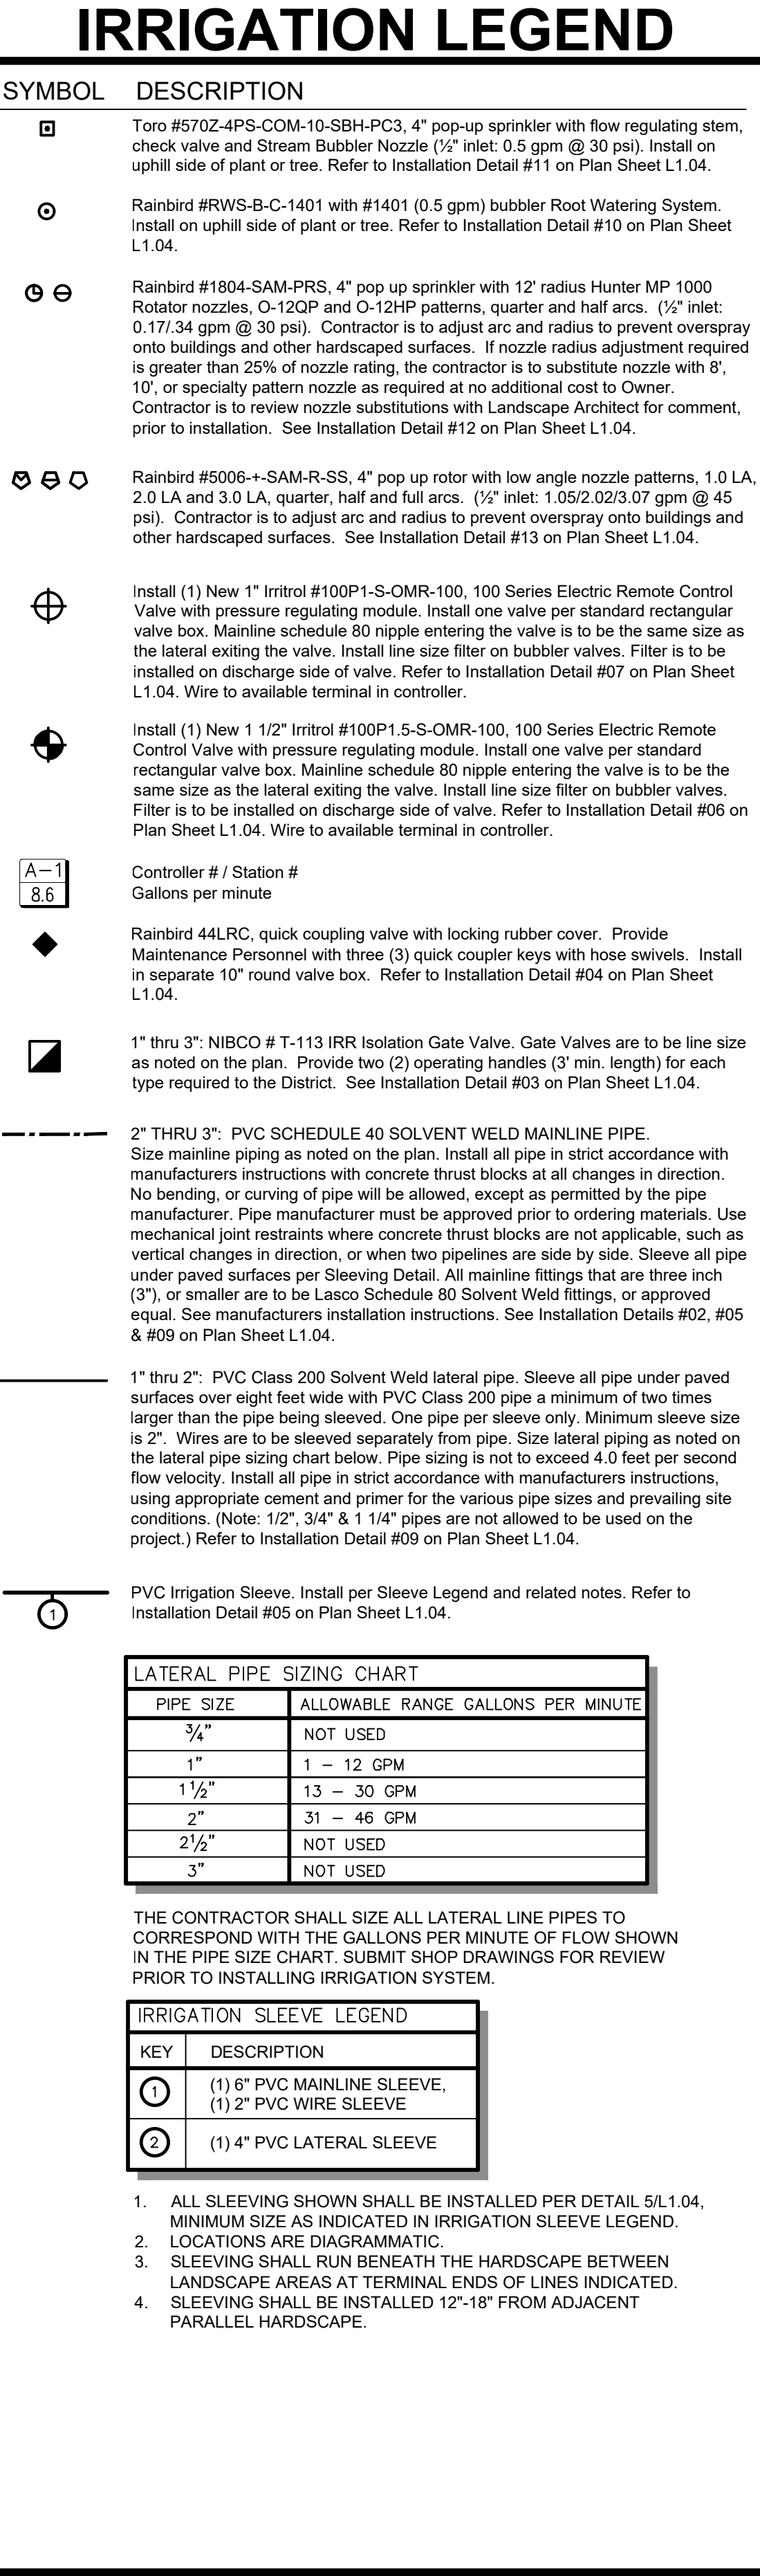 IRRIGATION LEGEND
SYMBOL DESCRIPTION
Toro #570Z-4PS-COM-10-SBH-PC3, 4" pop-up sprinkler with flow regulating stem,
check valve and Stream Bubbler Nozzle (½" inlet: 0.5 gpm @ 30 psi). Install on
uphill side of plant or tree. Refer to Installation Detail #11 on Plan Sheet L1.04.
Rainbird #RWS-B-C-1401 with #1401 (0.5 gpm) bubbler Root Watering System.
Install on uphill side of plant or tree. Refer to Installation Detail #10 on Plan Sheet
L1.04.
Rainbird #1804-SAM-PRS, 4" pop up sprinkler with 12' radius Hunter MP 1000
Rotator nozzles, O-12QP and O-12HP patterns, quarter and half arcs. (½" inlet:
0.17/.34 gpm @ 30 psi). Contractor is to adjust arc and radius to prevent overspray
onto buildings and other hardscaped surfaces. If nozzle radius adjustment required
is greater than 25% of nozzle rating, the contractor is to substitute nozzle with 8',
10', or specialty pattern nozzle as required at no additional cost to Owner.
Contractor is to review nozzle substitutions with Landscape Architect for comment,
prior to installation. See Installation Detail #12 on Plan Sheet L1.04.
Rainbird #5006-+-SAM-R-SS, 4" pop up rotor with low angle nozzle patterns, 1.0 LA,
2.0 LA and 3.0 LA, quarter, half and full arcs. (½" inlet: 1.05/2.02/3.07 gpm @ 45
psi). Contractor is to adjust arc and radius to prevent overspray onto buildings and
other hardscaped surfaces. See Installation Detail #13 on Plan Sheet L1.04.
Install (1) New 1" Irritrol #100P1-S-OMR-100, 100 Series Electric Remote Control
Valve with pressure regulating module. Install one valve per standard rectangular
valve box. Mainline schedule 80 nipple entering the valve is to be the same size as
the lateral exiting the valve. Install line size filter on bubbler valves. Filter is to be
installed on discharge side of valve. Refer to Installation Detail #07 on Plan Sheet
L1.04. Wire to available terminal in controller.
Install (1) New 1 1/2" Irritrol #100P1.5-S-OMR-100, 100 Series Electric Remote
Control Valve with pressure regulating module. Install one valve per standard
rectangular valve box. Mainline schedule 80 nipple entering the valve is to be the
same size as the lateral exiting the valve. Install line size filter on bubbler valves.
Filter is to be installed on discharge side of valve. Refer to Installation Detail #06 on
Plan Sheet L1.04. Wire to available terminal in controller.
A-1 Controller # / Station #
8.6 Gallons per minute
Rainbird 44LRC, quick coupling valve with locking rubber cover. Provide
Maintenance Personnel with three (3) quick coupler keys with hose swivels. Install
in separate 10" round valve box. Refer to Installation Detail #04 on Plan Sheet
L1.04.
1" thru 3": NIBCO # T-113 IRR Isolation Gate Valve. Gate Valves are to be line size
as noted on the plan. Provide two (2) operating handles (3' min. length) for each
type required to the District. See Installation Detail #03 on Plan Sheet L1.04.
2" THRU 3": PVC SCHEDULE 40 SOLVENT WELD MAINLINE PIPE.
Size mainline piping as noted on the plan. Install all pipe in strict accordance with
manufacturers instructions with concrete thrust blocks at all changes in direction.
No bending, or curving of pipe will be allowed, except as permitted by the pipe
manufacturer. Pipe manufacturer must be approved prior to ordering materials. Use
mechanical joint restraints where concrete thrust blocks are not applicable, such as
vertical changes in direction, or when two pipelines are side by side. Sleeve all pipe
under paved surfaces per Sleeving Detail. All mainline fittings that are three inch
(3"), or smaller are to be Lasco Schedule 80 Solvent Weld fittings, or approved
equal. See manufacturers installation instructions. See Installation Details #02, #05
& #09 on Plan Sheet L1.04.
1" thru 2": PVC Class 200 Solvent Weld lateral pipe. Sleeve all pipe under paved
surfaces over eight feet wide with PVC Class 200 pipe a minimum of two times
larger than the pipe being sleeved. One pipe per sleeve only. Minimum sleeve size
is 2". Wires are to be sleeved separately from pipe. Size lateral piping as noted on
the lateral pipe sizing chart below. Pipe sizing is not to exceed 4.0 feet per second
flow velocity. Install all pipe in strict accordance with manufacturers instructions,
using appropriate cement and primer for the various pipe sizes and prevailing site
conditions. (Note: 1/2", 3/4" & 1 1/4" pipes are not allowed to be used on the
project.) Refer to Installation Detail #09 on Plan Sheet L1.04.
PVC Irrigation Sleeve. Install per Sleeve Legend and related notes. Refer to
1 Installation Detail #05 on Plan Sheet L1.04.
LATERAL PIPE SIZING CHART
PIPE SIZE ALLOWABLE RANGE GALLONS PER MINUTE
¾" NOT USED
1" 1 – 12 GPM
1½" 13 – 30 GPM
2" 31 – 46 GPM
2½" NOT USED
3" NOT USED
THE CONTRACTOR SHALL SIZE ALL LATERAL LINE PIPES TO
CORRESPOND WITH THE GALLONS PER MINUTE OF FLOW SHOWN
IN THE PIPE SIZE CHART. SUBMIT SHOP DRAWINGS FOR REVIEW
PRIOR TO INSTALLING IRRIGATION SYSTEM.
IRRIGATION SLEEVE LEGEND
KEY DESCRIPTION
1 (1) 6" PVC MAINLINE SLEEVE,
(1) 2" PVC WIRE SLEEVE
2 (1) 4" PVC LATERAL SLEEVE
1. ALL SLEEVING SHOWN SHALL BE INSTALLED PER DETAIL 5/L1.04,
MINIMUM SIZE AS INDICATED IN IRRIGATION SLEEVE LEGEND.
2. LOCATIONS ARE DIAGRAMMATIC.
3. SLEEVING SHALL RUN BENEATH THE HARDSCAPE BETWEEN
LANDSCAPE AREAS AT TERMINAL ENDS OF LINES INDICATED.
4. SLEEVING SHALL BE INSTALLED 12"-18" FROM ADJACENT
PARALLEL HARDSCAPE.